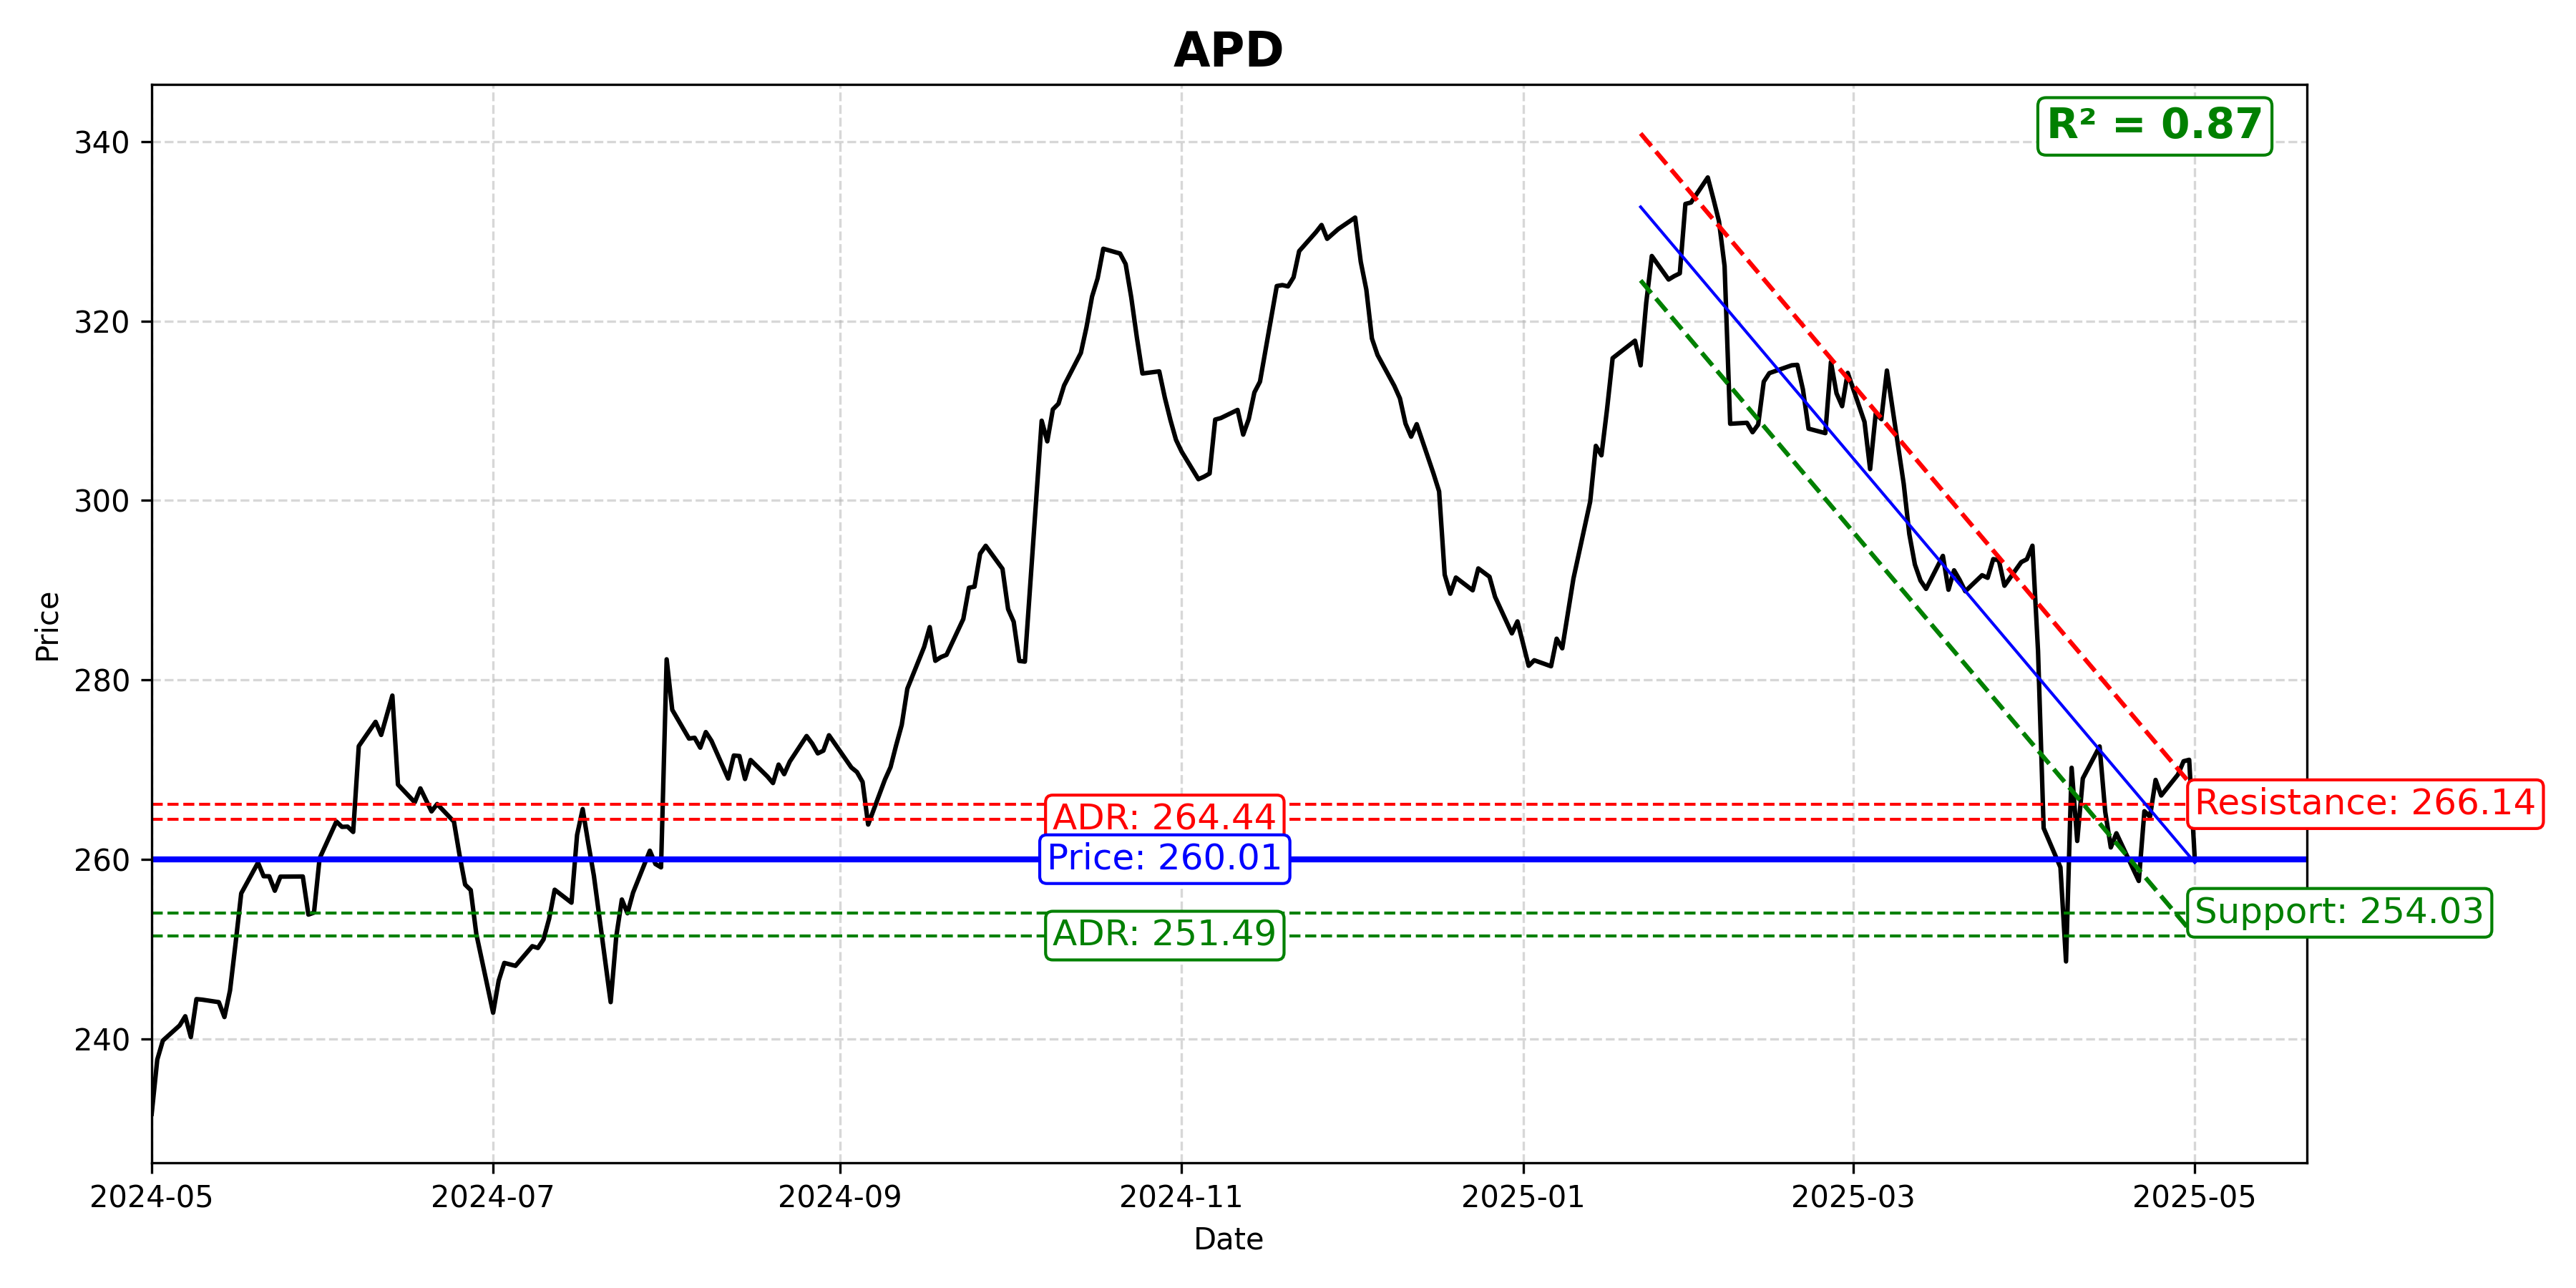 APD
R² = 0.87
340
320
300
280
260
240
Price
ADR: 264.44
Resistance: 266.14
Price: 260.01
Support: 254.03
ADR: 251.49
2024-05
2024-07
2024-09
2024-11
2025-01
2025-03
2025-05
Date